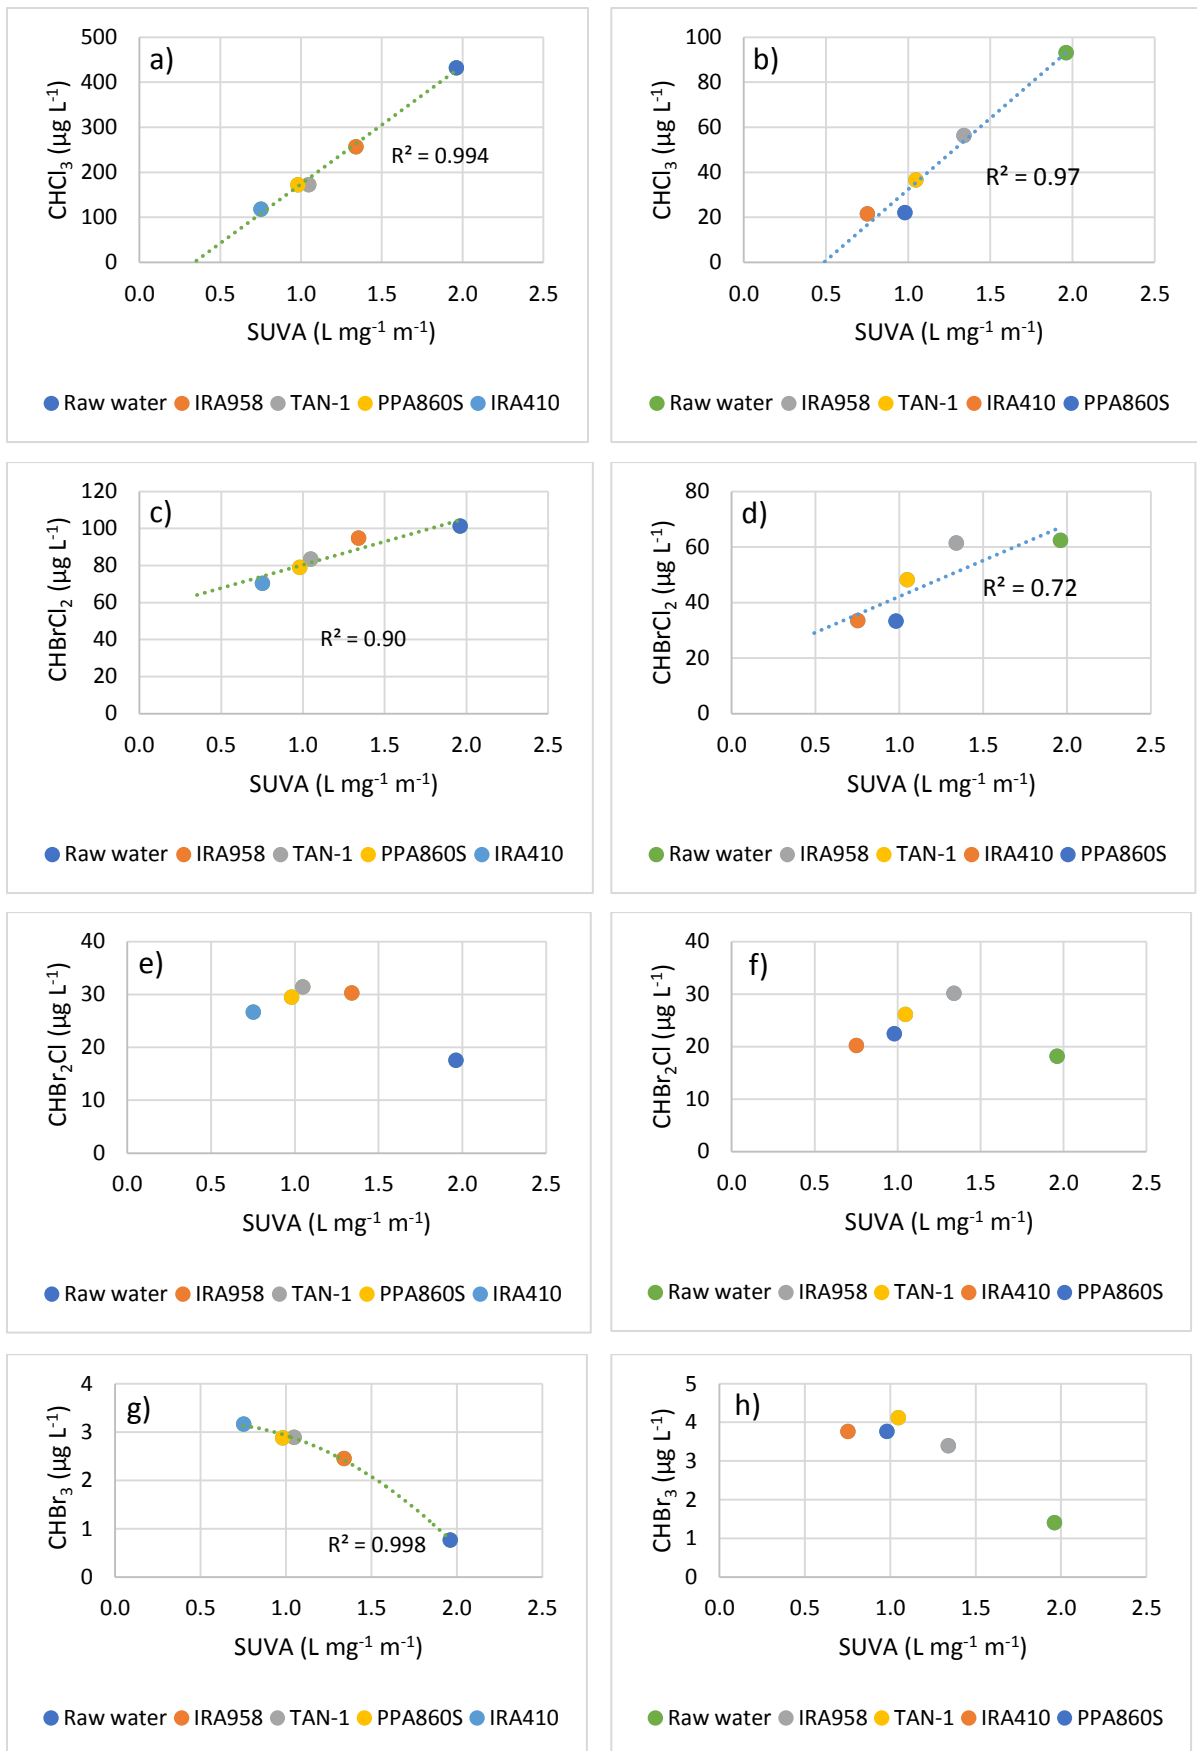 a)
CHCl3 (µg L-1)
500
400
300
200
100
0
R² = 0.994
0.0 0.5 1.0 1.5 2.0 2.5
SUVA (L mg-1 m-1)
Raw water IRA958 TAN-1 PPA860S IRA410
b)
CHCl3 (µg L-1)
100
80
60
40
20
0
R² = 0.97
0.0 0.5 1.0 1.5 2.0 2.5
SUVA (L mg-1 m-1)
Raw water IRA958 TAN-1 IRA410 PPA860S
c)
CHBrCl2 (µg L-1)
120
100
80
60
40
20
0
R² = 0.90
0.0 0.5 1.0 1.5 2.0 2.5
SUVA (L mg-1 m-1)
Raw water IRA958 TAN-1 PPA860S IRA410
d)
CHBrCl2 (µg L-1)
80
60
40
20
0
R² = 0.72
0.0 0.5 1.0 1.5 2.0 2.5
SUVA (L mg-1 m-1)
Raw water IRA958 TAN-1 IRA410 PPA860S
e)
CHBr2Cl (µg L-1)
40
30
20
10
0
0.0 0.5 1.0 1.5 2.0 2.5
SUVA (L mg-1 m-1)
Raw water IRA958 TAN-1 PPA860S IRA410
f)
CHBr2Cl (µg L-1)
40
30
20
10
0
0.0 0.5 1.0 1.5 2.0 2.5
SUVA (L mg-1 m-1)
Raw water IRA958 TAN-1 IRA410 PPA860S
g)
CHBr3 (µg L-1)
4
3
2
1
0
R² = 0.998
0.0 0.5 1.0 1.5 2.0 2.5
SUVA (L mg-1 m-1)
Raw water IRA958 TAN-1 PPA860S IRA410
h)
CHBr3 (µg L-1)
5
4
3
2
1
0
0.0 0.5 1.0 1.5 2.0 2.5
SUVA (L mg-1 m-1)
Raw water IRA958 TAN-1 IRA410 PPA860S